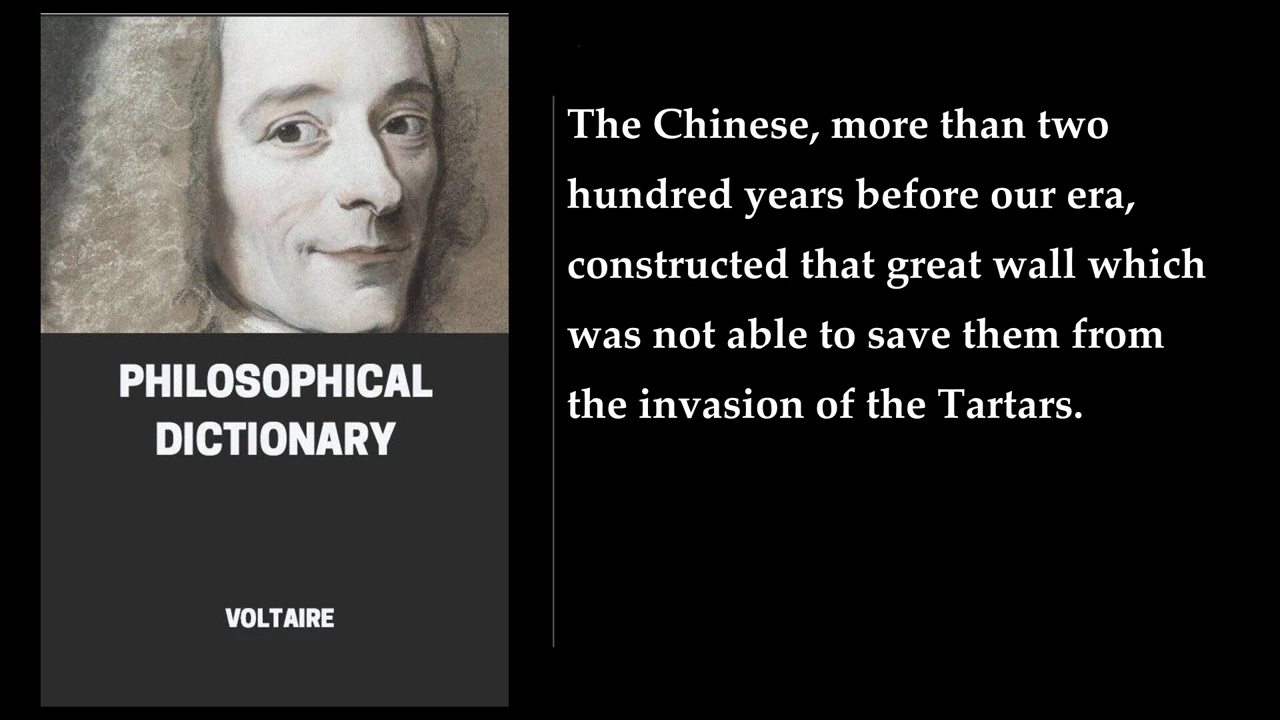 PHILOSOPHICAL
DICTIONARY
VOLTAIRE
The Chinese, more than two
hundred years before our era,
constructed that great wall which
was not able to save them from
the invasion of the Tartars.